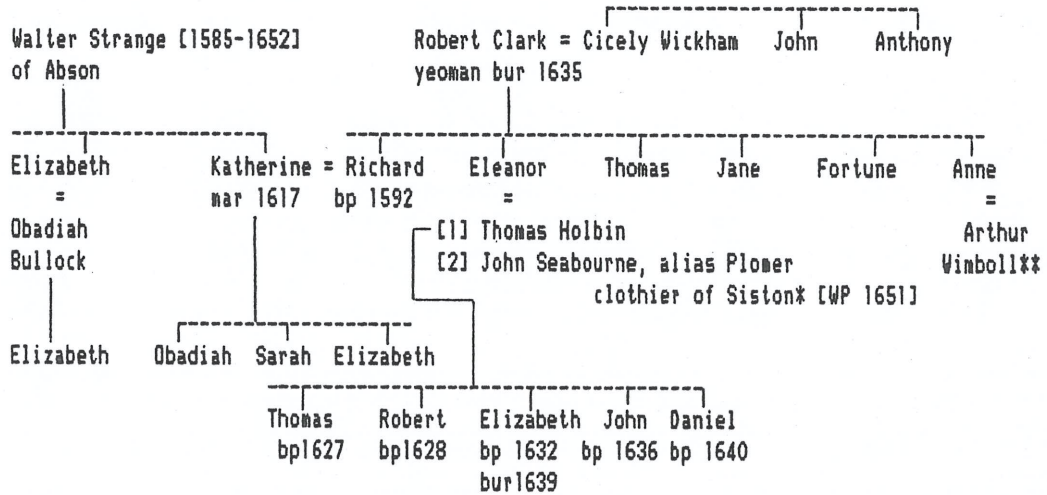 Walter Strange [1585-1652] Robert Clark = Cicely Wickham John Anthony
of Abson yeoman bur 1635
Elizabeth Katherine = Richard Eleanor Thomas Jane Fortune Anne
= mar 1617 bp 1592 = =
Obadiah [1] Thomas Holbin Arthur
Bullock [2] John Seabourne, alias Plomer Wimboll**
clothier of Siston* [WP 1651]
Elizabeth Obadiah Sarah Elizabeth
Thomas Robert Elizabeth John Daniel
bp1627 bp1628 bp 1632 bp 1636 bp 1640
bur1639